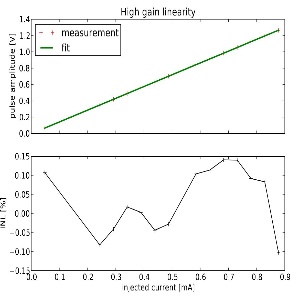 High gain linearity
pulse amplitude [V]
1.4
1.2
1.0
0.8
0.6
0.4
0.2
0.0
measurement
fit
INL [%]
0.15
0.10
0.05
0.00
−0.05
−0.10
−0.15
0.0 0.1 0.2 0.3 0.4 0.5 0.6 0.7 0.8 0.9
injected current [mA]